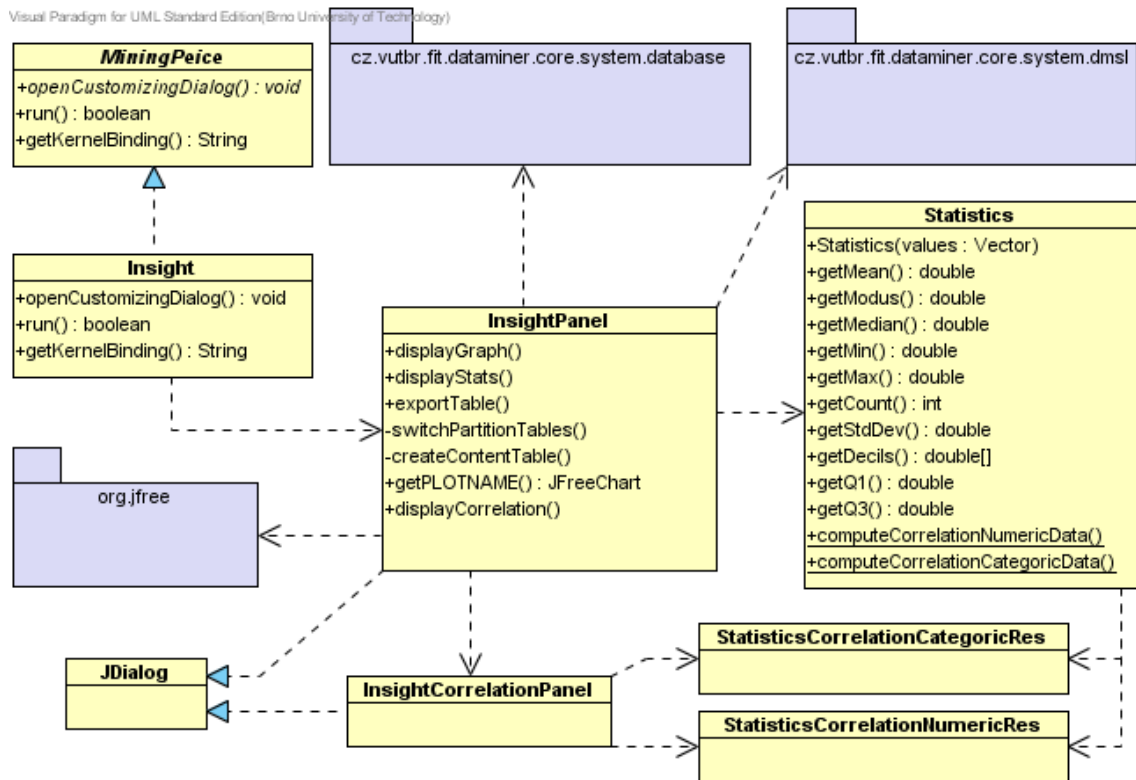 Visual Paradigm for UML Standard Edition(Brno University of Technology)
MiningPeice
+openCustomizingDialog() : void
+run() : boolean
+getKernelBinding() : String
cz.vutbr.fit.dataminer.core.system.database
cz.vutbr.fit.dataminer.core.system.dmsl
Insight
+openCustomizingDialog() : void
+run() : boolean
+getKernelBinding() : String
InsightPanel
+displayGraph()
+displayStats()
+exportTable()
-switchPartitionTables()
-createContentTable()
+getPLOTNAME() : JFreeChart
+displayCorrelation()
Statistics
+Statistics(values : Vector)
+getMean() : double
+getModus() : double
+getMedian() : double
+getMin() : double
+getMax() : double
+getCount() : int
+getStdDev() : double
+getDecils() : double[]
+getQ1() : double
+getQ3() : double
+computeCorrelationNumericData()
+computeCorrelationCategoricData()
org.jfree
JDialog
InsightCorrelationPanel
StatisticsCorrelationCategoricRes
StatisticsCorrelationNumericRes